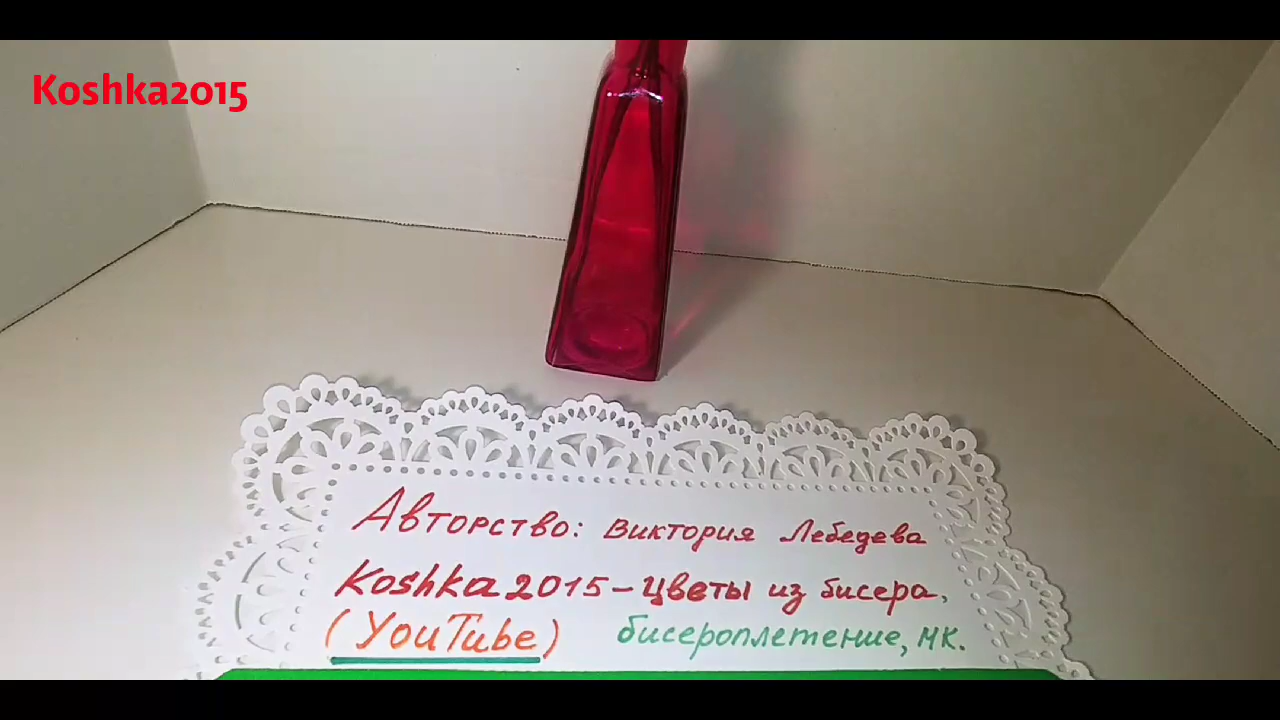 Koshka2015
Авторство: Виктория Лебедева
Koshka2015-цветы из бисера,
(YouTube) бисероплетение, мк.